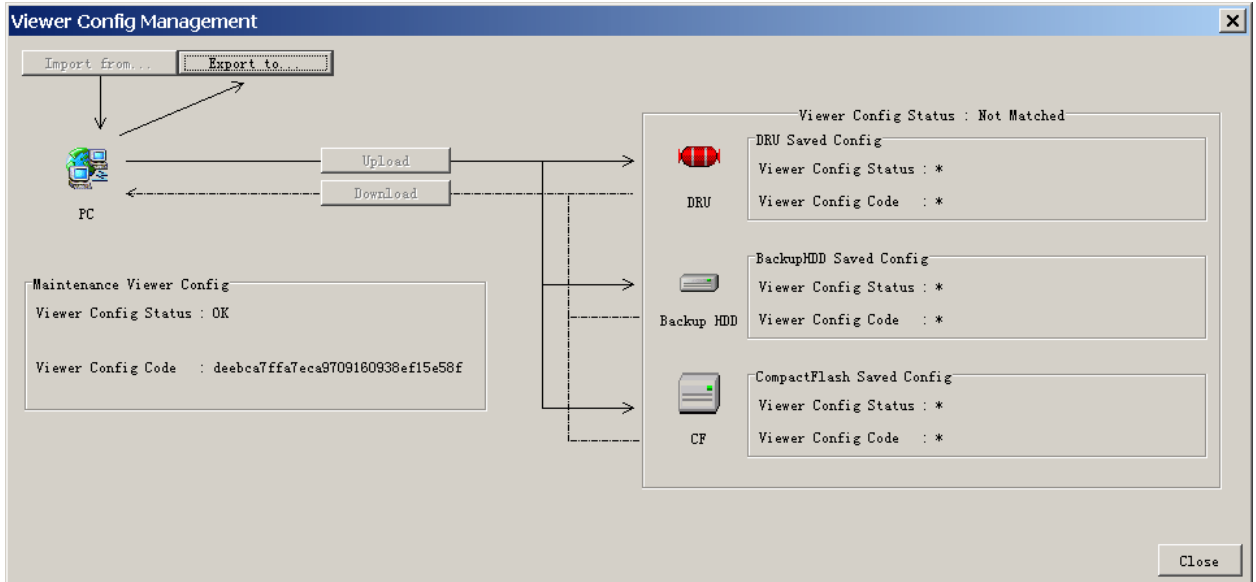 Viewer Config Management
Import from...
Export to...
Upload
Download
PC
Maintenance Viewer Config
Viewer Config Status : OK
Viewer Config Code : deebca7ffa7eca9709160938ef15e58f
Viewer Config Status : Not Matched
DRU
DRU Saved Config
Viewer Config Status : *
Viewer Config Code : *
Backup HDD
BackupHDD Saved Config
Viewer Config Status : *
Viewer Config Code : *
CF
CompactFlash Saved Config
Viewer Config Status : *
Viewer Config Code : *
Close